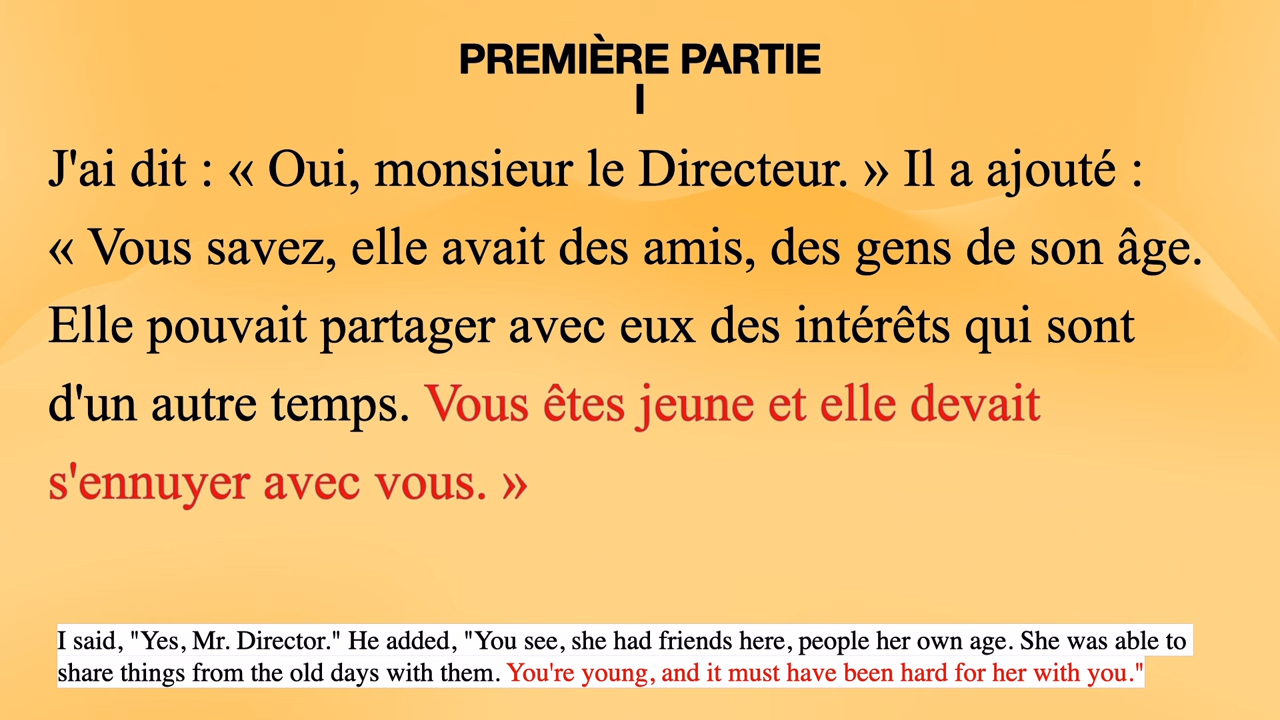 PREMIÈRE PARTIE
I
J'ai dit : « Oui, monsieur le Directeur. » Il a ajouté :
« Vous savez, elle avait des amis, des gens de son âge.
Elle pouvait partager avec eux des intérêts qui sont
d'un autre temps. Vous êtes jeune et elle devait
s'ennuyer avec vous. »
I said, "Yes, Mr. Director." He added, "You see, she had friends here, people her own age. She was able to
share things from the old days with them. You're young, and it must have been hard for her with you."